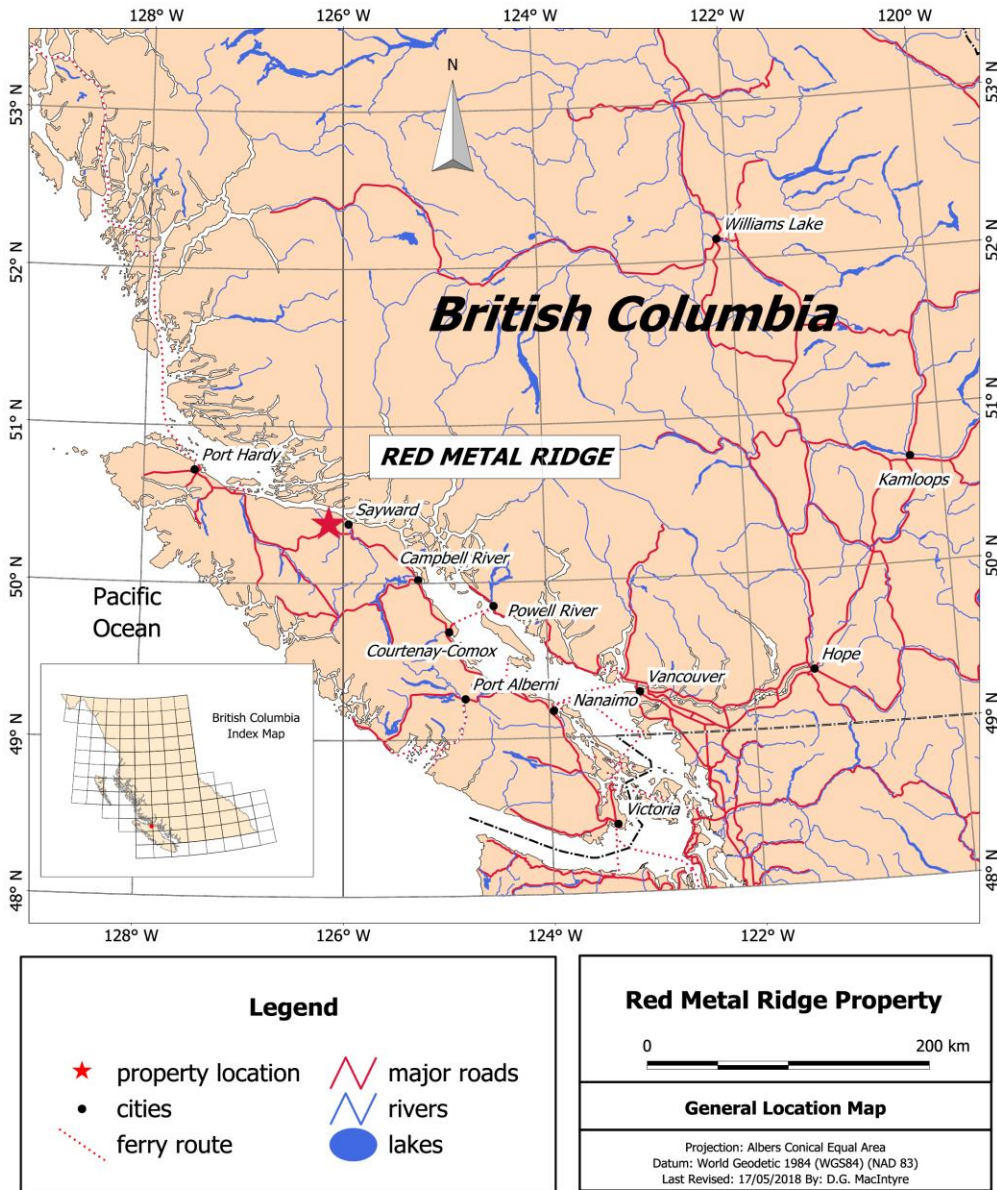 128° W
126° W
124° W
122° W
120° W
53° N
53° N
N
Williams Lake
52° N
52° N
British Columbia
51° N
51° N
Port Hardy
RED METAL RIDGE
Kamloops
Sayward
50° N
50° N
Campbell River
Pacific
Ocean
Powell River
Courtenay-Comox
Hope
Port Alberni
Vancouver
Nanaimo
49° N
49° N
British Columbia
Index Map
Victoria
48° N
48° N
128° W
126° W
124° W
122° W
Legend
property location
major roads
cities
rivers
ferry route
lakes
Red Metal Ridge Property
0
200 km
General Location Map
Projection: Albers Conical Equal Area
Datum: World Geodetic 1984 (WGS84) (NAD 83)
Last Revised: 17/05/2018 By: D.G. MacIntyre